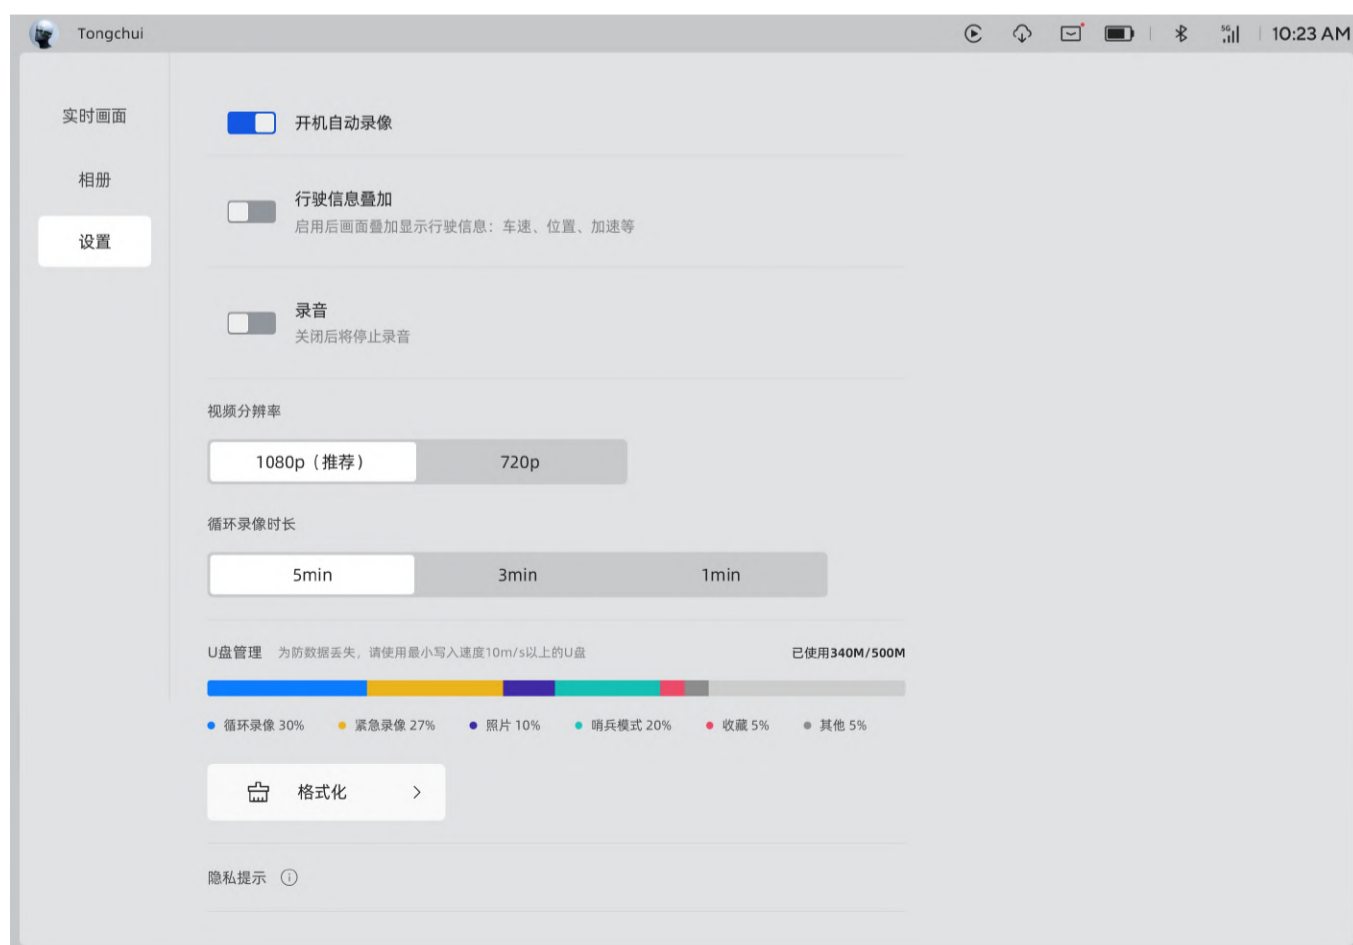 Tongchui
5G
10:23 AM
实时画面
相册
设置
开机自动录像
行驶信息叠加
启用后画面叠加显示行驶信息：车速、位置、加速等
录音
关闭后将停止录音
视频分辨率
1080p（推荐） 720p
循环录像时长
5min 3min 1min
U盘管理 为防数据丢失，请使用最小写入速度10m/s以上的U盘 已使用340M/500M
循环录像 30% 紧急录像 27% 照片 10% 哨兵模式 20% 收藏 5% 其他 5%
格式化
隐私提示